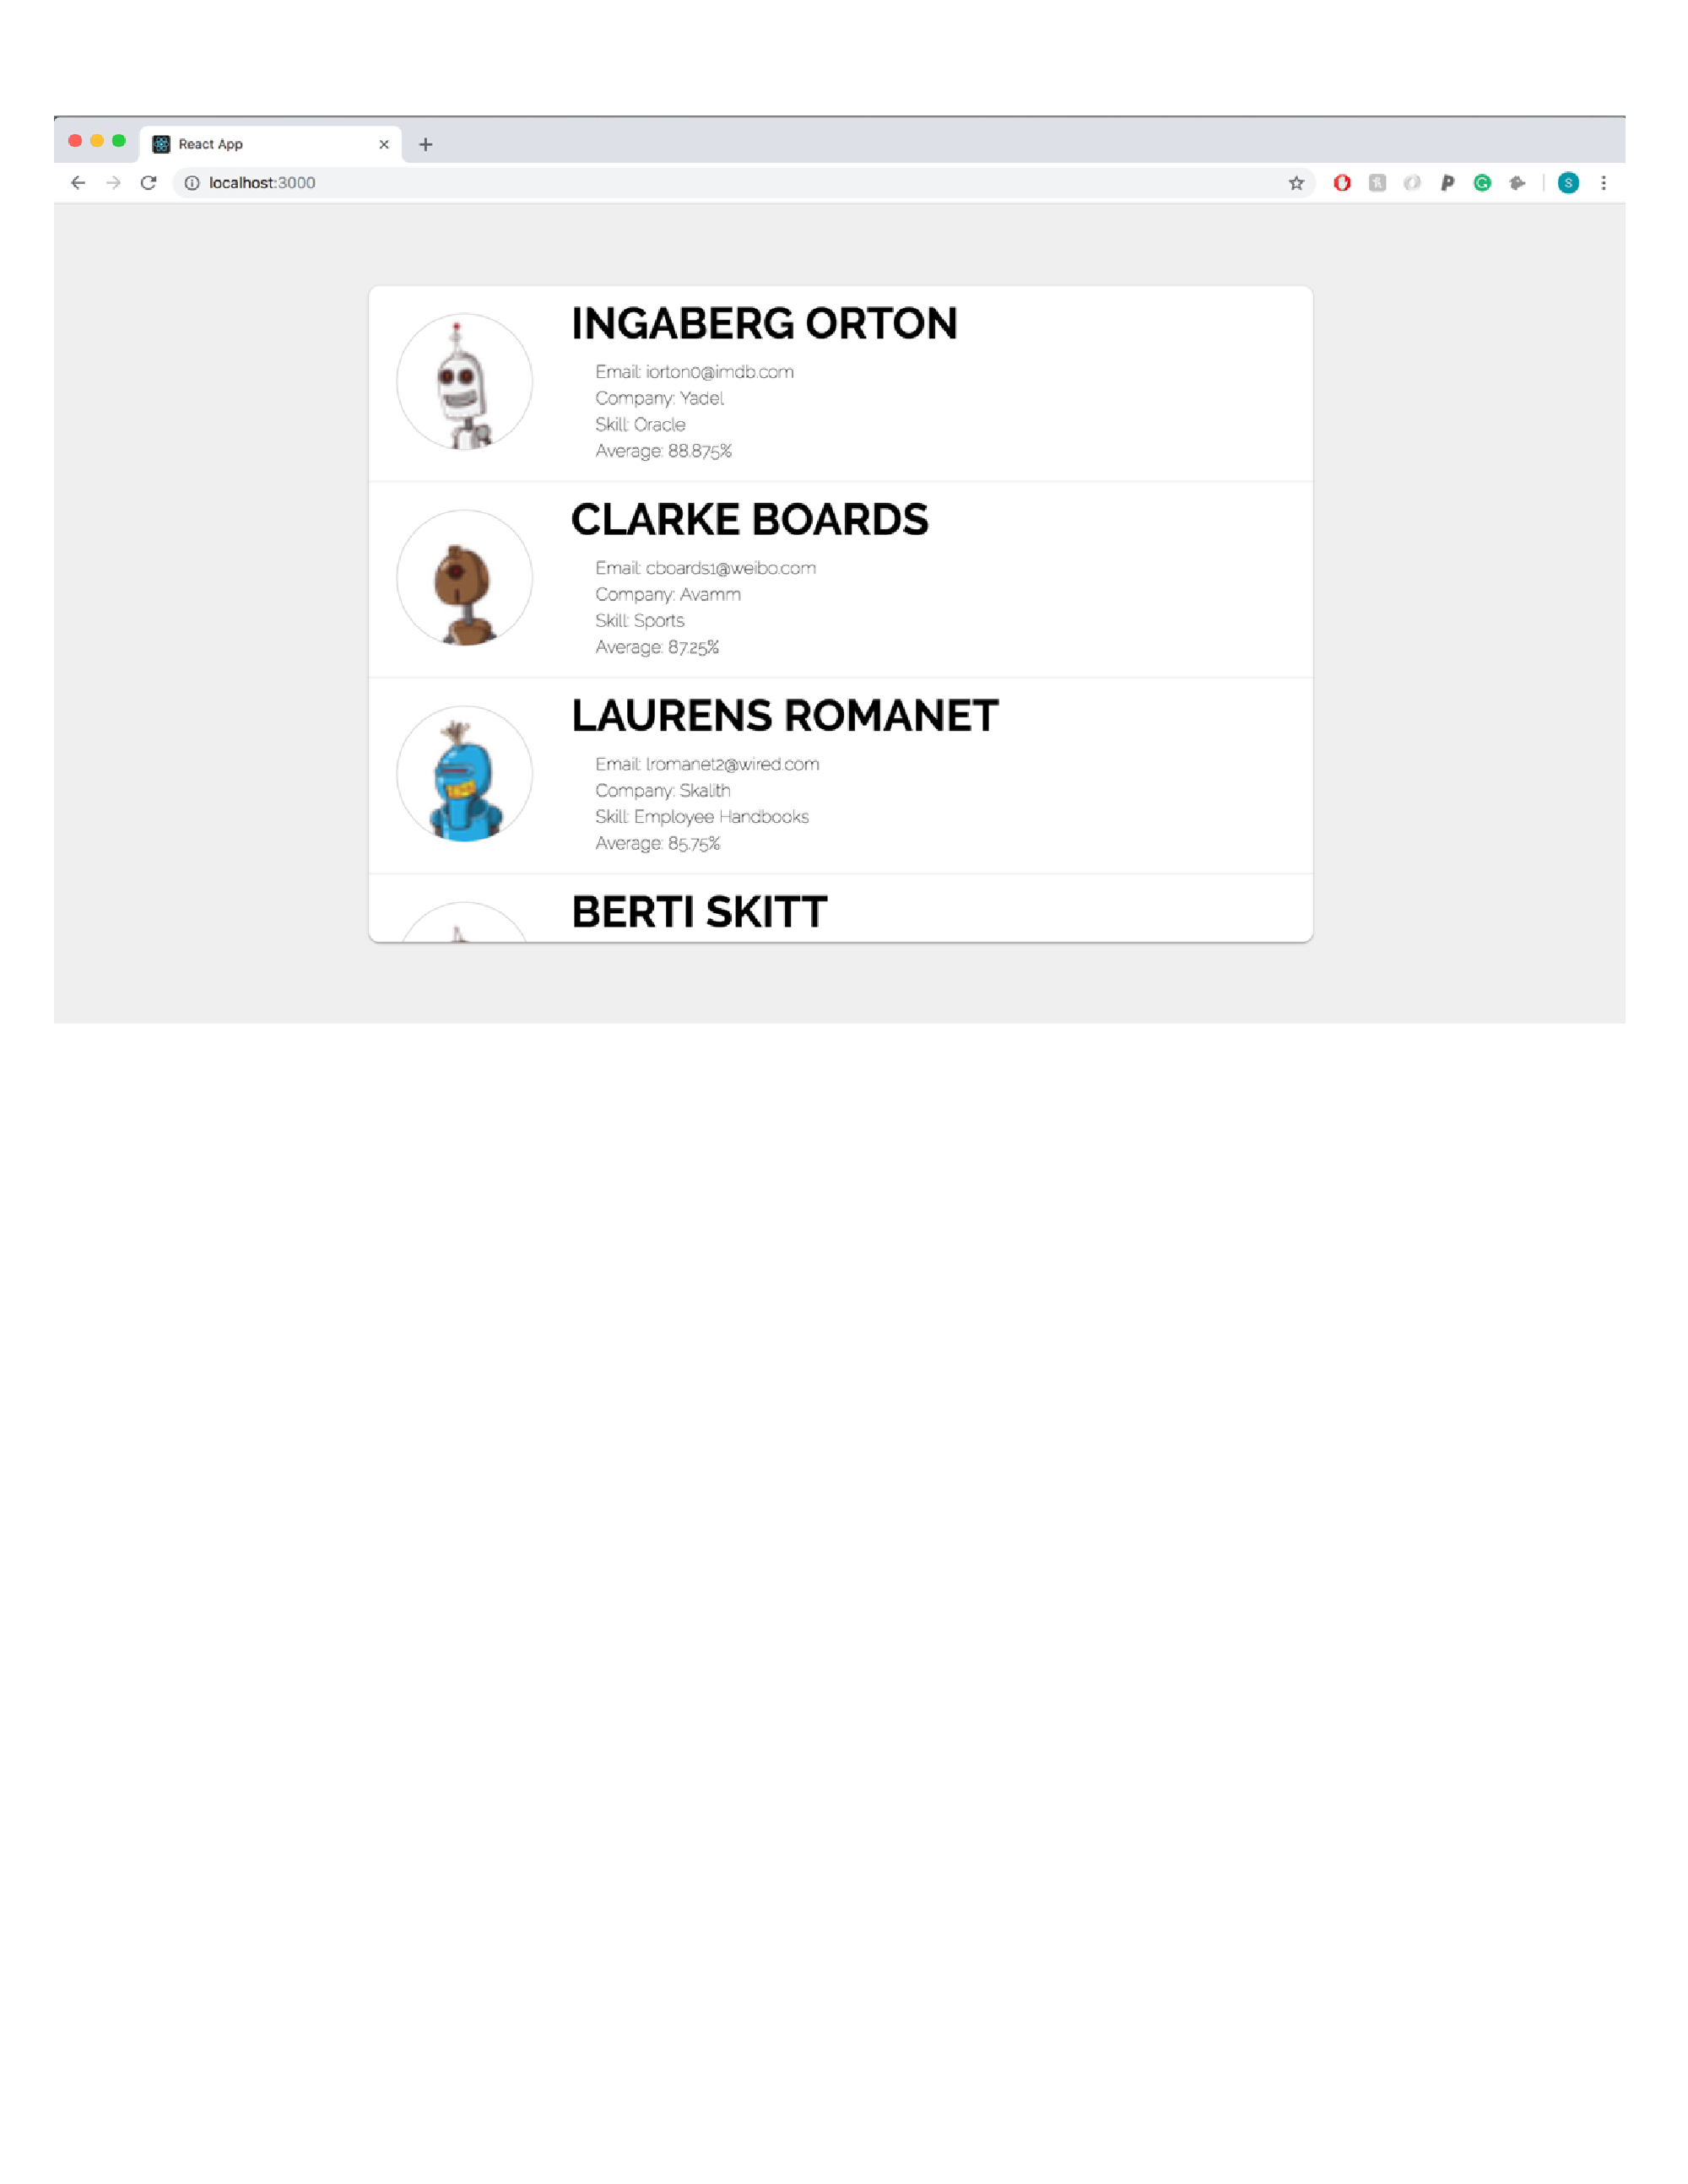 React App
localhost:3000
INGABERG ORTON
Email: iorton0@imdb.com
Company: Yadel
Skill: Oracle
Average: 88.875%
CLARKE BOARDS
Email: cboards1@weibo.com
Company: Avamm
Skill: Sports
Average: 87.25%
LAURENS ROMANET
Email: lromanet2@wired.com
Company: Skalith
Skill: Employee Handbooks
Average: 85.75%
BERTI SKITT